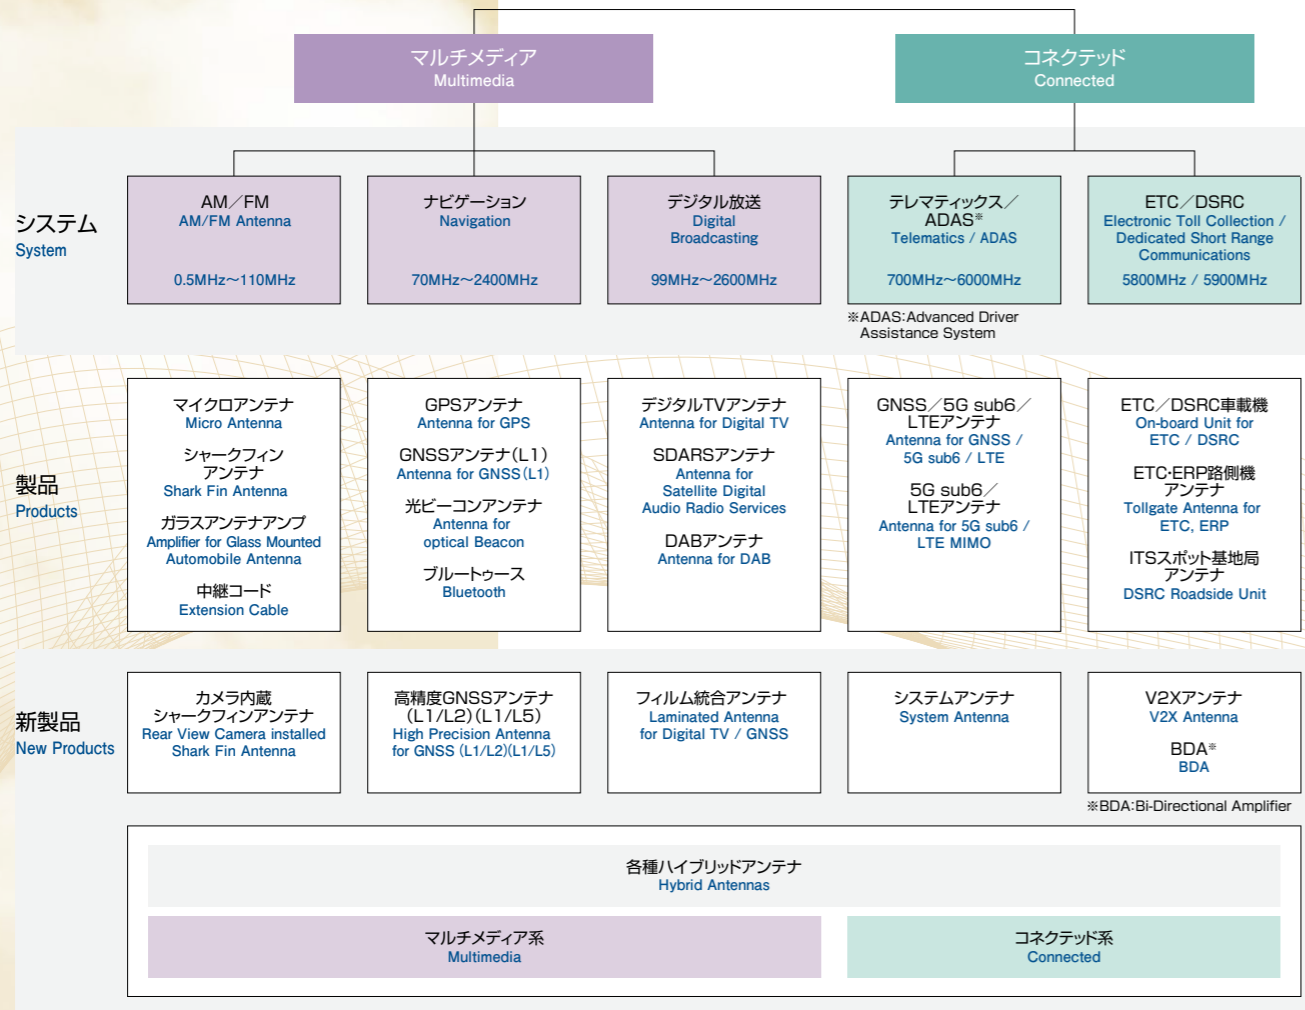 マルチメディア
Multimedia
コネクテッド
Connected
システム
System
AM／FM
AM/FM Antenna
0.5MHz～110MHz
ナビゲーション
Navigation
70MHz～2400MHz
デジタル放送
Digital
Broadcasting
99MHz～2600MHz
テレマティックス／
ADAS※
Telematics / ADAS
700MHz～6000MHz
※ADAS：Advanced Driver
Assistance System
ETC／DSRC
Electronic Toll Collection /
Dedicated Short Range
Communications
5800MHz / 5900MHz
製品
Products
マイクロアンテナ
Micro Antenna
シャークフィン
アンテナ
Shark Fin Antenna
ガラスアンテナアンプ
Amplifier for Glass Mounted
Automobile Antenna
中継コード
Extension Cable
GPSアンテナ
Antenna for GPS
GNSSアンテナ（L1）
Antenna for GNSS（L1）
光ビーコンアンテナ
Antenna for
optical Beacon
ブルートゥース
Bluetooth
デジタルTVアンテナ
Antenna for Digital TV
SDARSアンテナ
Antenna for
Satellite Digital
Audio Radio Services
DABアンテナ
Antenna for DAB
GNSS／5G sub6／
LTEアンテナ
Antenna for GNSS /
5G sub6 / LTE
5G sub6／
LTEアンテナ
Antenna for 5G sub6 /
LTE MIMO
ETC／DSRC車載機
On-board Unit for
ETC / DSRC
ETC・ERP路側機
アンテナ
Tollgate Antenna for
ETC, ERP
ITSスポット基地局
アンテナ
DSRC Roadside Unit
新製品
New Products
カメラ内蔵
シャークフィンアンテナ
Rear View Camera installed
Shark Fin Antenna
高精度GNSSアンテナ
（L1/L2）（L1/L5）
High Precision Antenna
for GNSS (L1/L2)(L1/L5)
フィルム統合アンテナ
Laminated Antenna
for Digital TV / GNSS
システムアンテナ
System Antenna
V2Xアンテナ
V2X Antenna
BDA※
BDA
※BDA：Bi-Directional Amplifier
各種ハイブリッドアンテナ
Hybrid Antennas
マルチメディア系
Multimedia
コネクテッド系
Connected